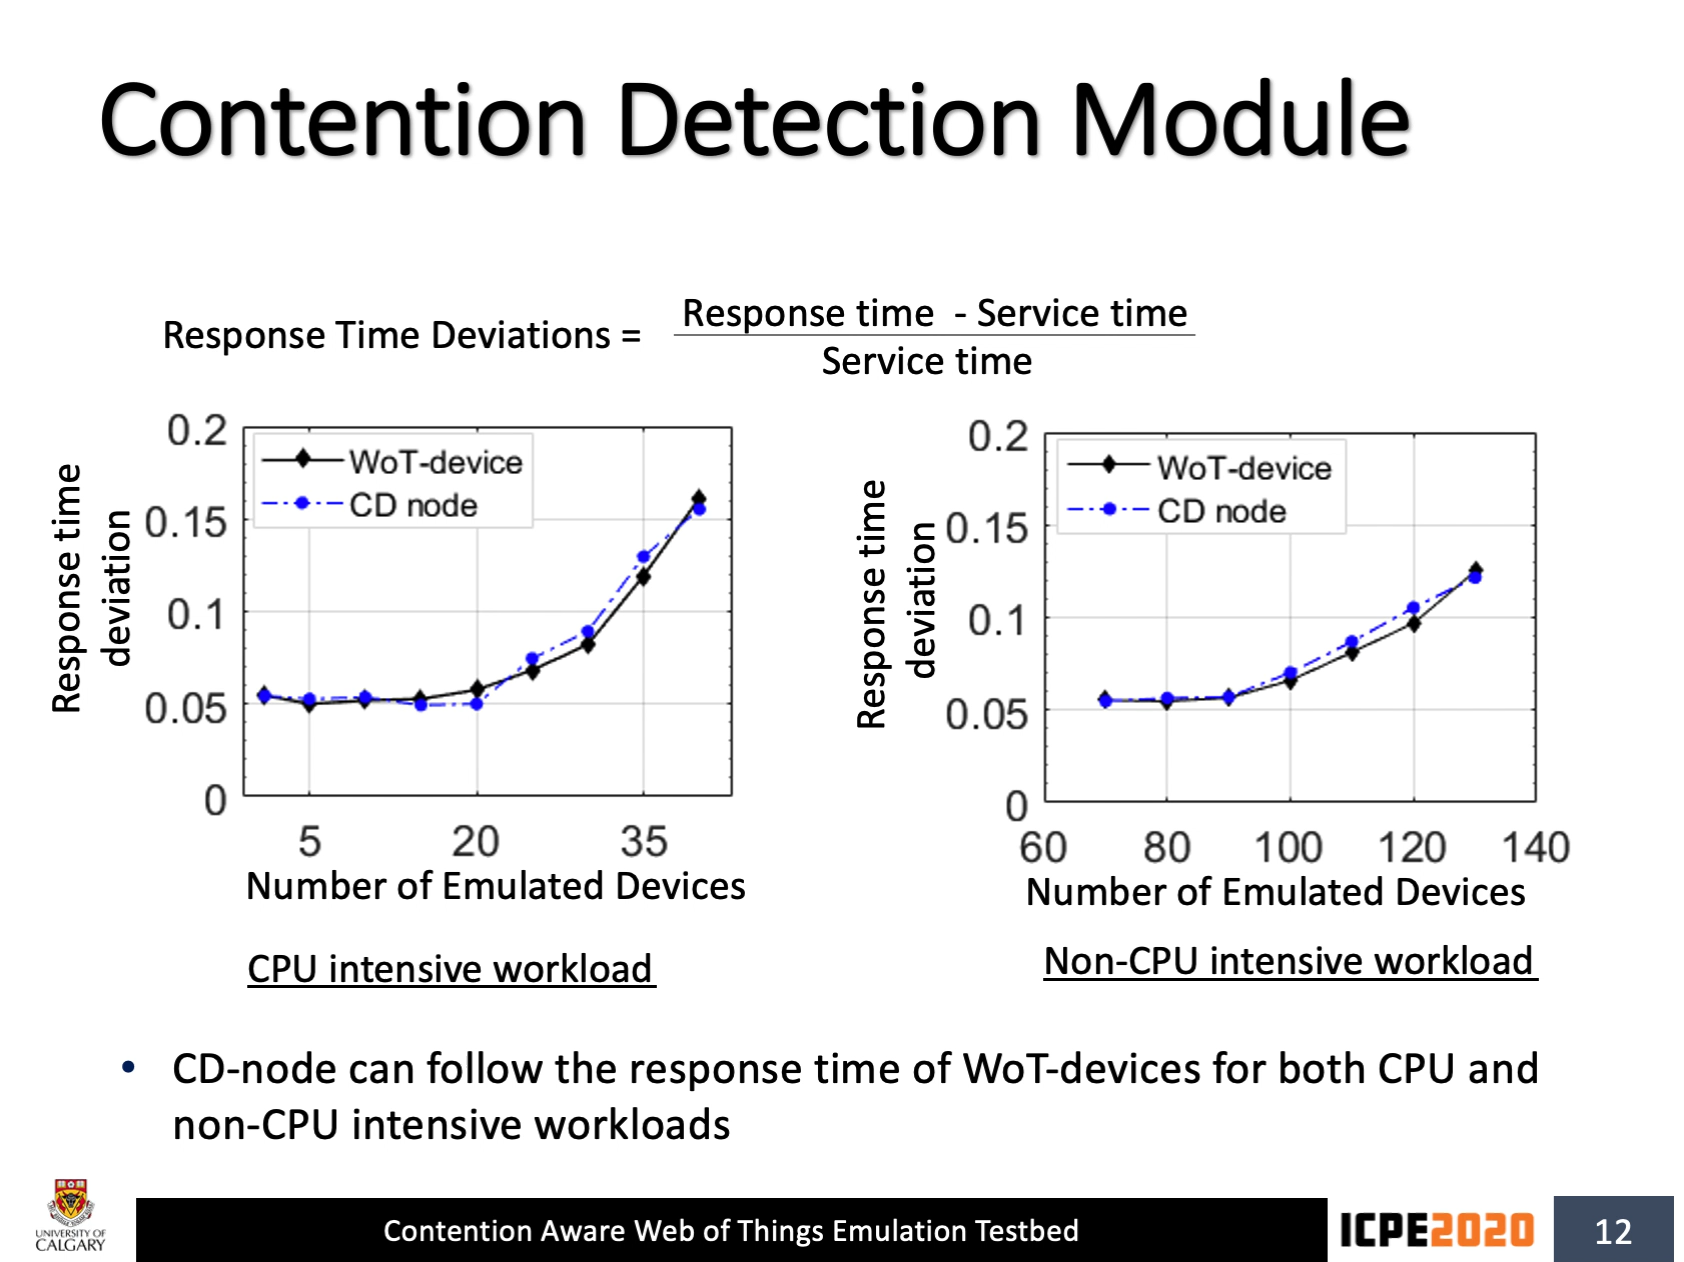 Contention Detection Module
Response Time Deviations =
Response time - Service time
Service time
Response time
deviation
0.2
0.15
0.1
0.05
0
WoT-device
CD node
5 20 35
Number of Emulated Devices
CPU intensive workload
Response time
deviation
0.2
0.15
0.1
0.05
0
WoT-device
CD node
60 80 100 120 140
Number of Emulated Devices
Non-CPU intensive workload
• CD-node can follow the response time of WoT-devices for both CPU and
non-CPU intensive workloads
UNIVERSITY OF
CALGARY
Contention Aware Web of Things Emulation Testbed
ICPE2020
12